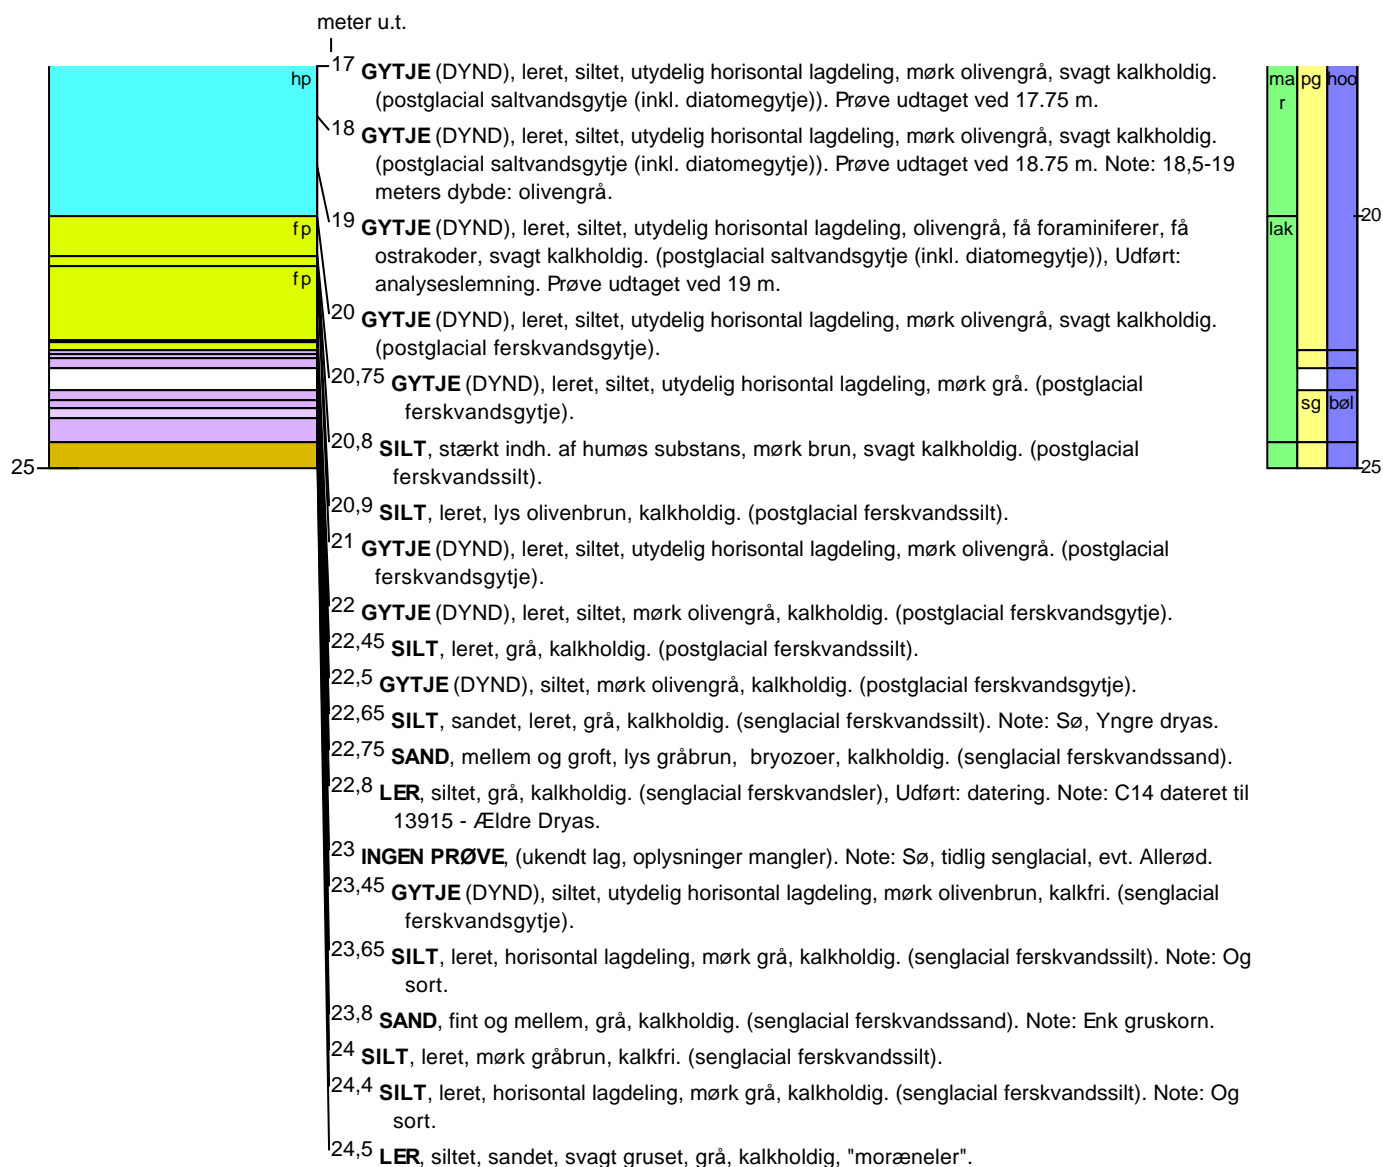 meter u.t.
17 GYTJE (DYND), leret, siltet, utydelig horisontal lagdeling, mørk olivengrå, svagt kalkholdig.
(postglacial saltvandsgytje (inkl. diatomegytje)). Prøve udtaget ved 17.75 m.
18 GYTJE (DYND), leret, siltet, utydelig horisontal lagdeling, mørk olivengrå, svagt kalkholdig.
(postglacial saltvandsgytje (inkl. diatomegytje)). Prøve udtaget ved 18.75 m. Note: 18,5-19
meters dybde: olivengrå.
19 GYTJE (DYND), leret, siltet, utydelig horisontal lagdeling, olivengrå, få foraminiferer, få
ostrakoder, svagt kalkholdig. (postglacial saltvandsgytje (inkl. diatomegytje)), Udført:
analyseslemning. Prøve udtaget ved 19 m.
20 GYTJE (DYND), leret, siltet, utydelig horisontal lagdeling, mørk olivengrå, svagt kalkholdig.
(postglacial ferskvandsgytje).
20,75 GYTJE (DYND), leret, siltet, utydelig horisontal lagdeling, mørk grå. (postglacial
ferskvandsgytje).
20,8 SILT, stærkt indh. af humøs substans, mørk brun, svagt kalkholdig. (postglacial
ferskvandssilt).
20,9 SILT, leret, lys olivenbrun, kalkholdig. (postglacial ferskvandssilt).
21 GYTJE (DYND), leret, siltet, utydelig horisontal lagdeling, mørk olivengrå. (postglacial
ferskvandsgytje).
22 GYTJE (DYND), leret, siltet, mørk olivengrå, kalkholdig. (postglacial ferskvandsgytje).
22,45 SILT, leret, grå, kalkholdig. (postglacial ferskvandssilt).
22,5 GYTJE (DYND), siltet, mørk olivengrå, kalkholdig. (postglacial ferskvandsgytje).
22,65 SILT, sandet, leret, grå, kalkholdig. (senglacial ferskvandssilt). Note: Sø, Yngre dryas.
22,75 SAND, mellem og groft, lys gråbrun, bryozoer, kalkholdig. (senglacial ferskvandssand).
22,8 LER, siltet, grå, kalkholdig. (senglacial ferskvandsler), Udført: datering. Note: C14 dateret til
13915 - Ældre Dryas.
23 INGEN PRØVE, (ukendt lag, oplysninger mangler). Note: Sø, tidlig senglacial, evt. Allerød.
23,45 GYTJE (DYND), siltet, utydelig horisontal lagdeling, mørk olivenbrun, kalkfri. (senglacial
ferskvandsgytje).
23,65 SILT, leret, horisontal lagdeling, mørk grå, kalkholdig. (senglacial ferskvandssilt). Note: Og
sort.
23,8 SAND, fint og mellem, grå, kalkholdig. (senglacial ferskvandssand). Note: Enk gruskorn.
24 SILT, leret, mørk gråbrun, kalkfri. (senglacial ferskvandssilt).
24,4 SILT, leret, horisontal lagdeling, mørk grå, kalkholdig. (senglacial ferskvandssilt). Note: Og
sort.
24,5 LER, siltet, sandet, svagt gruset, grå, kalkholdig, "moræneler".
hp
fp
fp
25
ma pg hoo
r
lak
20
sg bøl
25